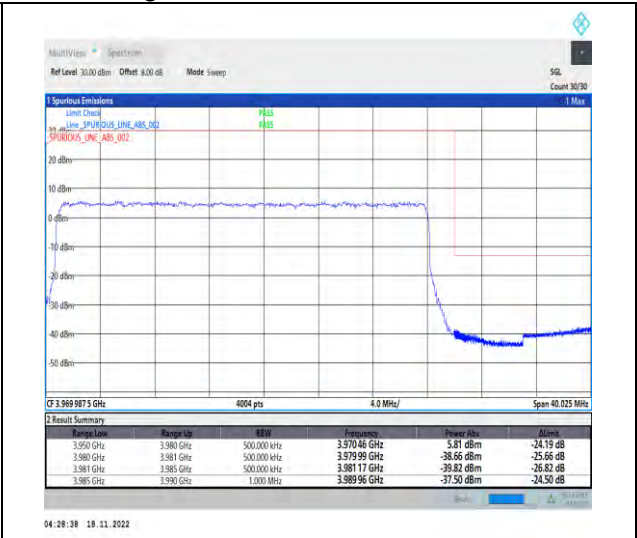 MultiView Spectrum
Ref Level 30.00 dBm Offset 8.00 dB Mode Sweep SGL
Count 30/30
1 Spurious Emissions 1 Max
Limit Check PASS
Line _SPURIOUS_LINE_ABS_002 PASS
_SPURIOUS_LINE_ABS_002
20 dBm
10 dBm
0 dBm
-10 dBm
-20 dBm
-30 dBm
-40 dBm
-50 dBm
CF 3.969 987 5 GHz 4004 pts 4.0 MHz/ Span 40.025 MHz
2 Result Summary
Range Low Range Up RBW Frequency Power Abs ΔLimit
3.950 GHz 3.980 GHz 500.000 kHz 3.970 46 GHz 5.81 dBm -24.19 dB
3.980 GHz 3.981 GHz 500.000 kHz 3.979 99 GHz -38.66 dBm -25.66 dB
3.981 GHz 3.985 GHz 500.000 kHz 3.981 17 GHz -39.82 dBm -26.82 dB
3.985 GHz 3.990 GHz 1.000 MHz 3.989 96 GHz -37.50 dBm -24.50 dB
04:26:38 18.11.2022